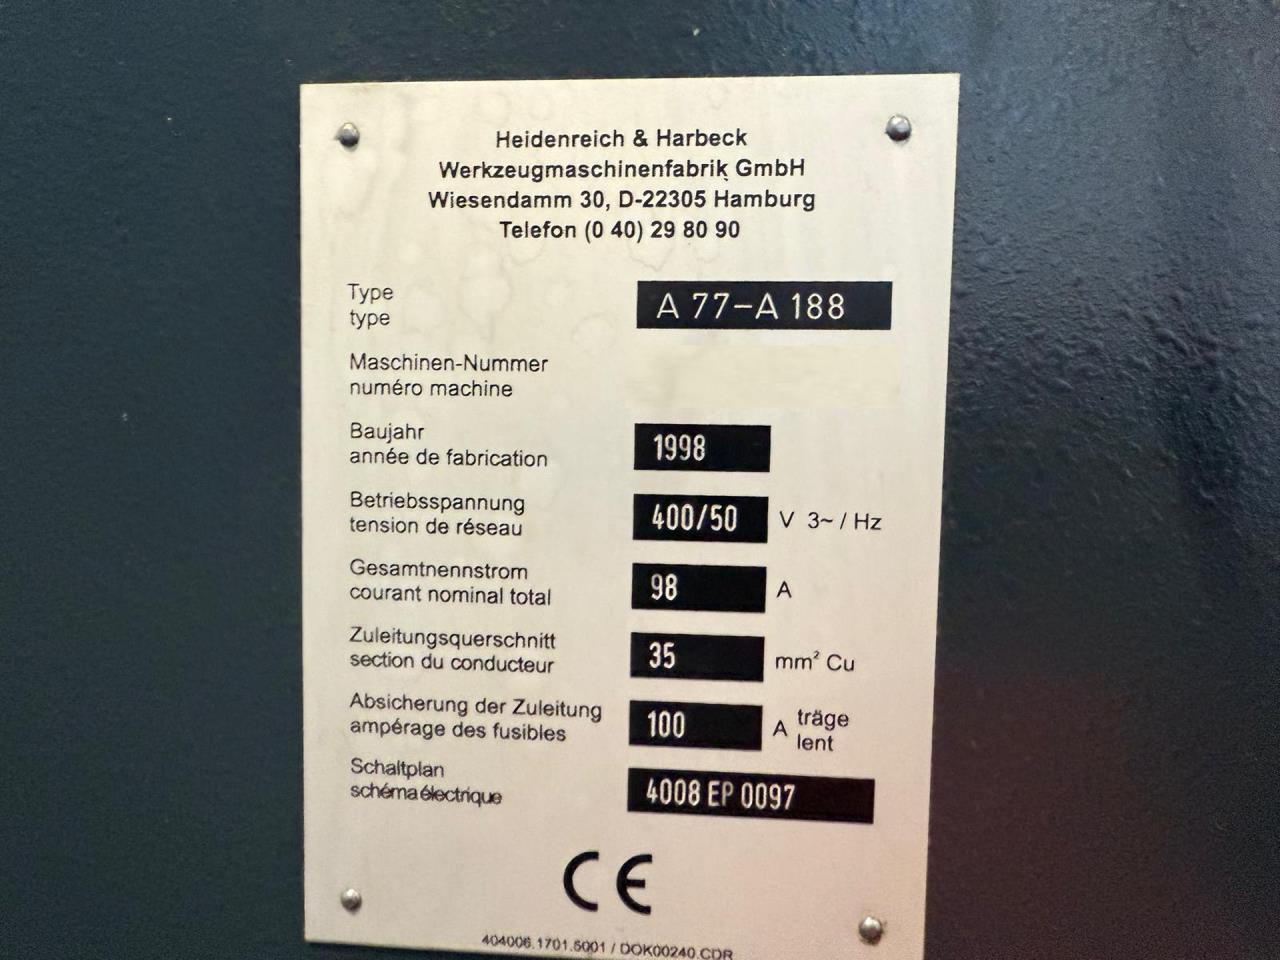 Heidenreich & Harbeck
Werkzeugmaschinenfabrik GmbH
Wiesendamm 30, D-22305 Hamburg
Telefon (0 40) 29 80 90
Type
type
A 77-A 188
Maschinen-Nummer
numéro machine
Baujahr
année de fabrication
1998
Betriebsspannung
tension de réseau
400/50 V 3~ / Hz
Gesamtnennstrom
courant nominal total
98 A
Zuleitungsquerschnitt
section du conducteur
35 mm² Cu
Absicherung der Zuleitung
ampérage des fusibles
100 A träge
lent
Schaltplan
schéma électrique
4008 EP 0097
CE
404006.1701.5001 / DOK00240.CDR